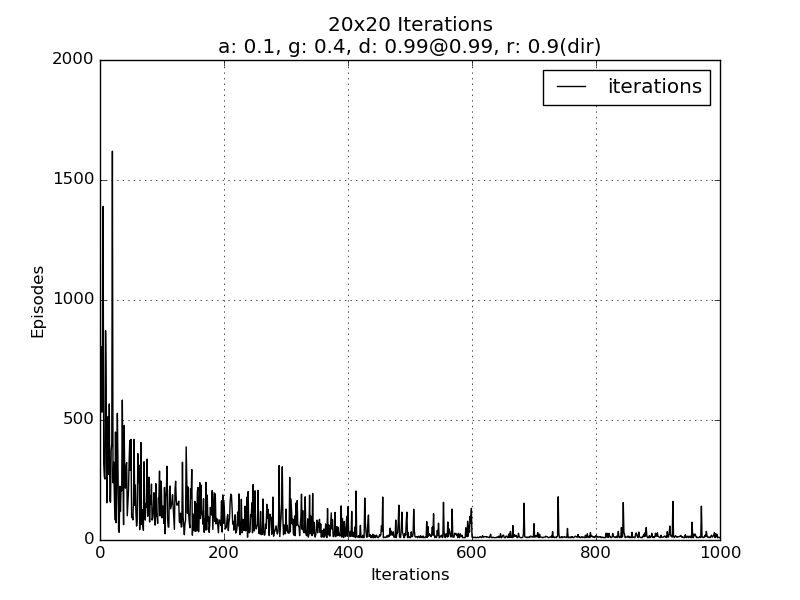 20x20 Iterations
a: 0.1, g: 0.4, d: 0.99@0.99, r: 0.9(dir)
2000
iterations
1500
Episodes
1000
500
0
0 200 400 600 800 1000
Iterations